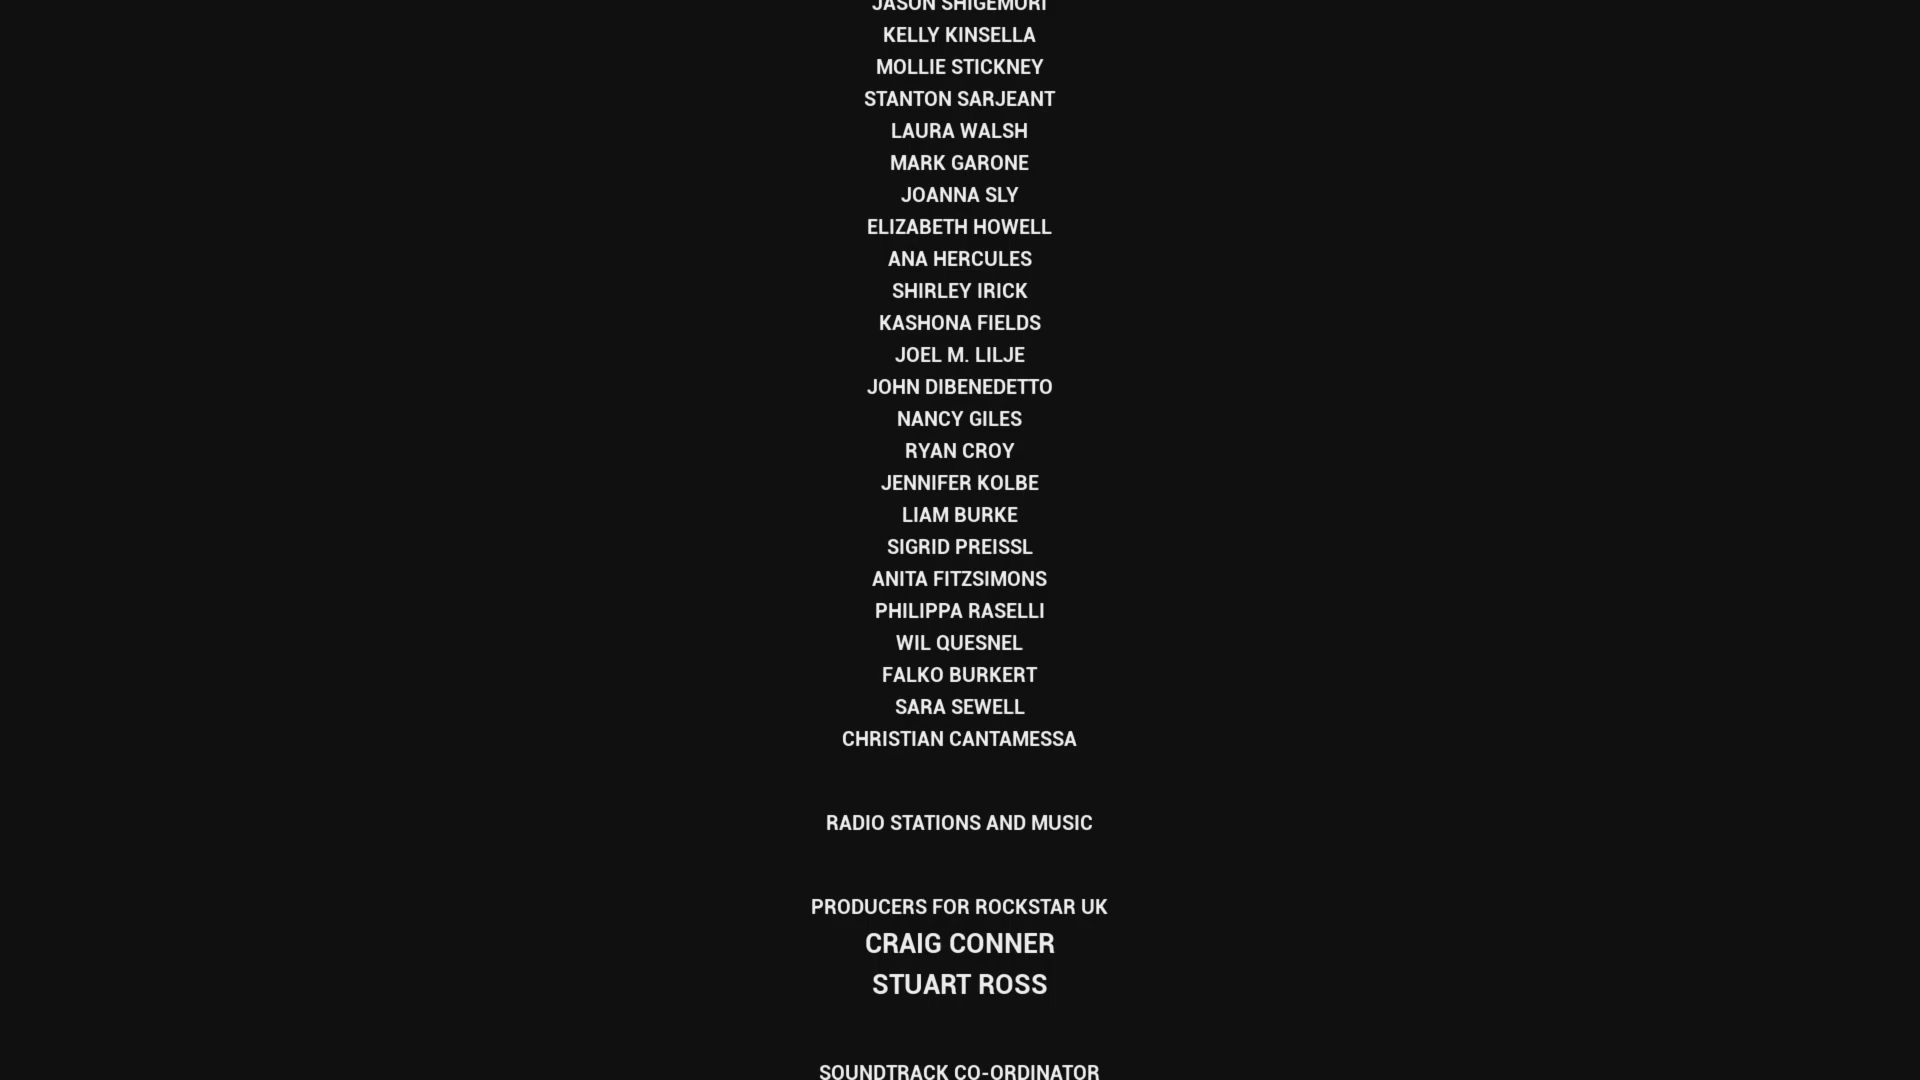 JASON SHIGEMORI
KELLY KINSELLA
MOLLIE STICKNEY
STANTON SARJEANT
LAURA WALSH
MARK GARONE
JOANNA SLY
ELIZABETH HOWELL
ANA HERCULES
SHIRLEY IRICK
KASHONA FIELDS
JOEL M. LILJE
JOHN DIBENEDETTO
NANCY GILES
RYAN CROY
JENNIFER KOLBE
LIAM BURKE
SIGRID PREISSL
ANITA FITZSIMONS
PHILIPPA RASELLI
WIL QUESNEL
FALKO BURKERT
SARA SEWELL
CHRISTIAN CANTAMESSA
RADIO STATIONS AND MUSIC
PRODUCERS FOR ROCKSTAR UK
CRAIG CONNER
STUART ROSS
SOUNDTRACK CO-ORDINATOR